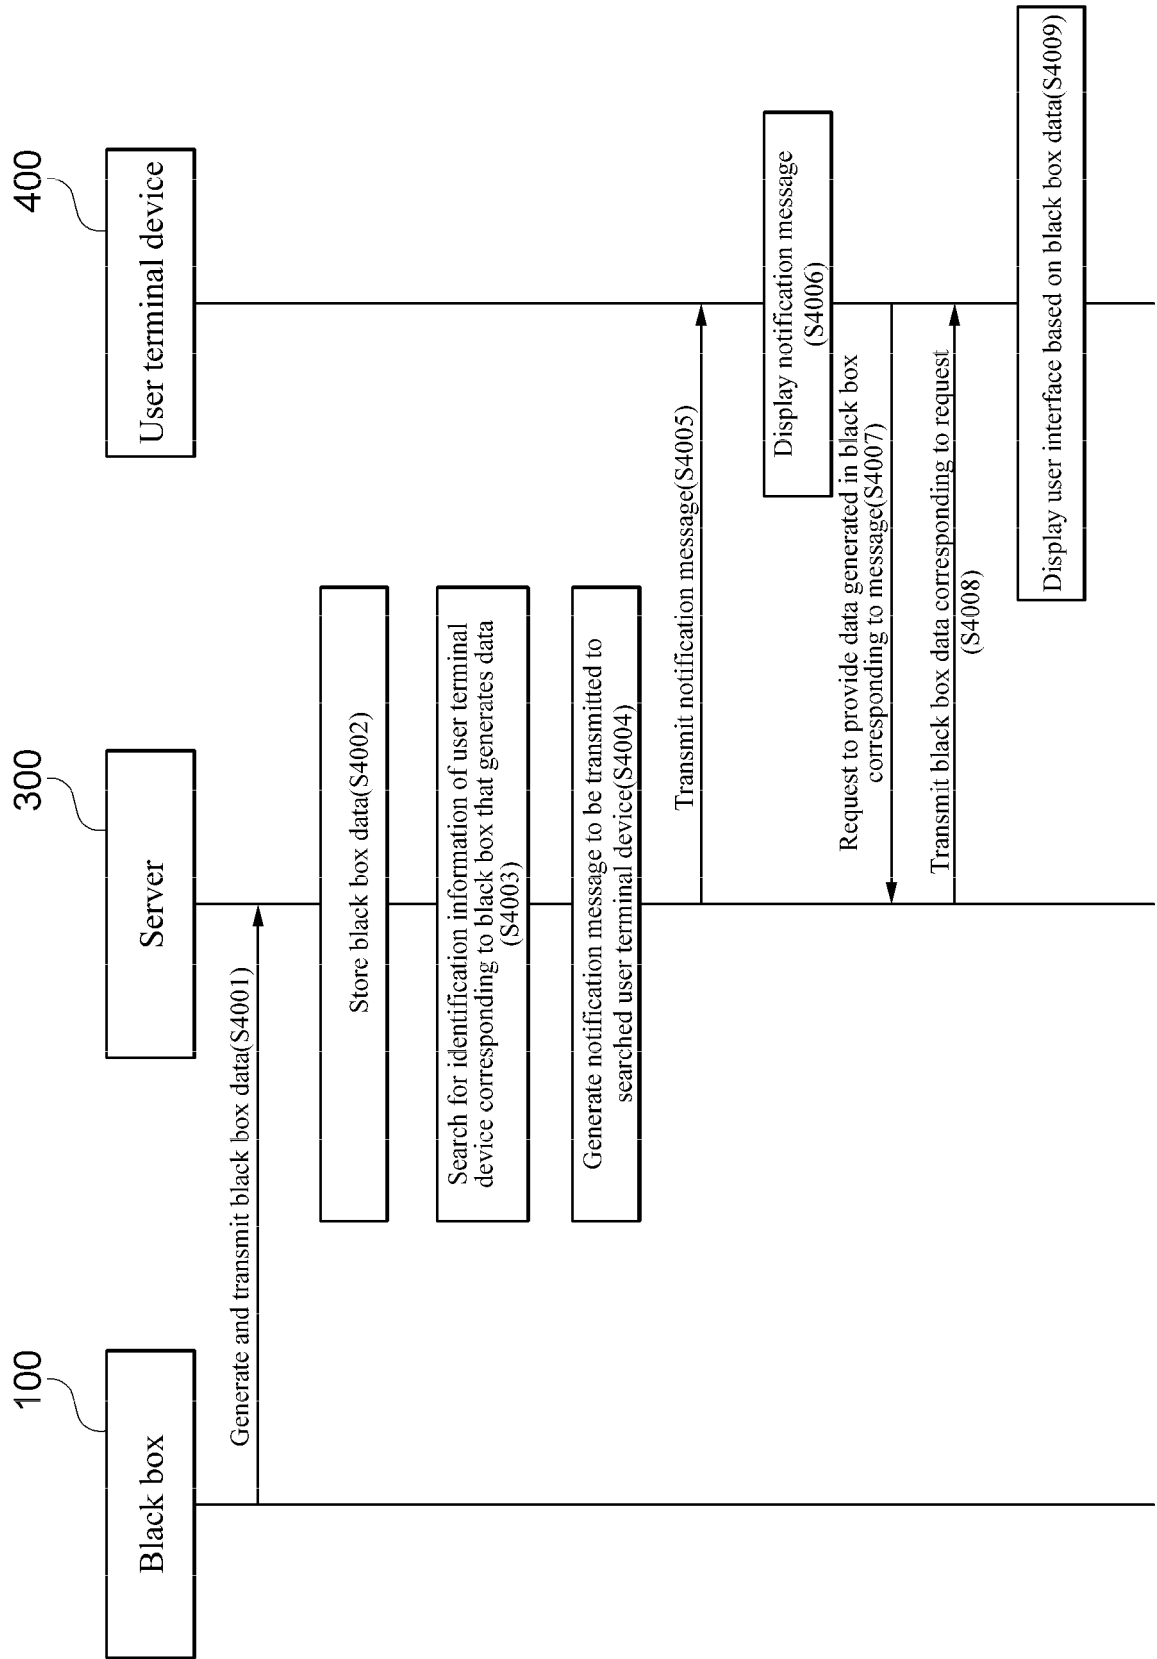 100
300
400
Black box
Server
User terminal device
Generate and transmit black box data(S4001)
Store black box data(S4002)
Search for identification information of user terminal
device corresponding to black box that generates data
(S4003)
Generate notification message to be transmitted to
searched user terminal device(S4004)
Transmit notification message(S4005)
Display notification message
(S4006)
Request to provide data generated in black box
corresponding to message(S4007)
Transmit black box data corresponding to request
(S4008)
Display user interface based on black box data(S4009)